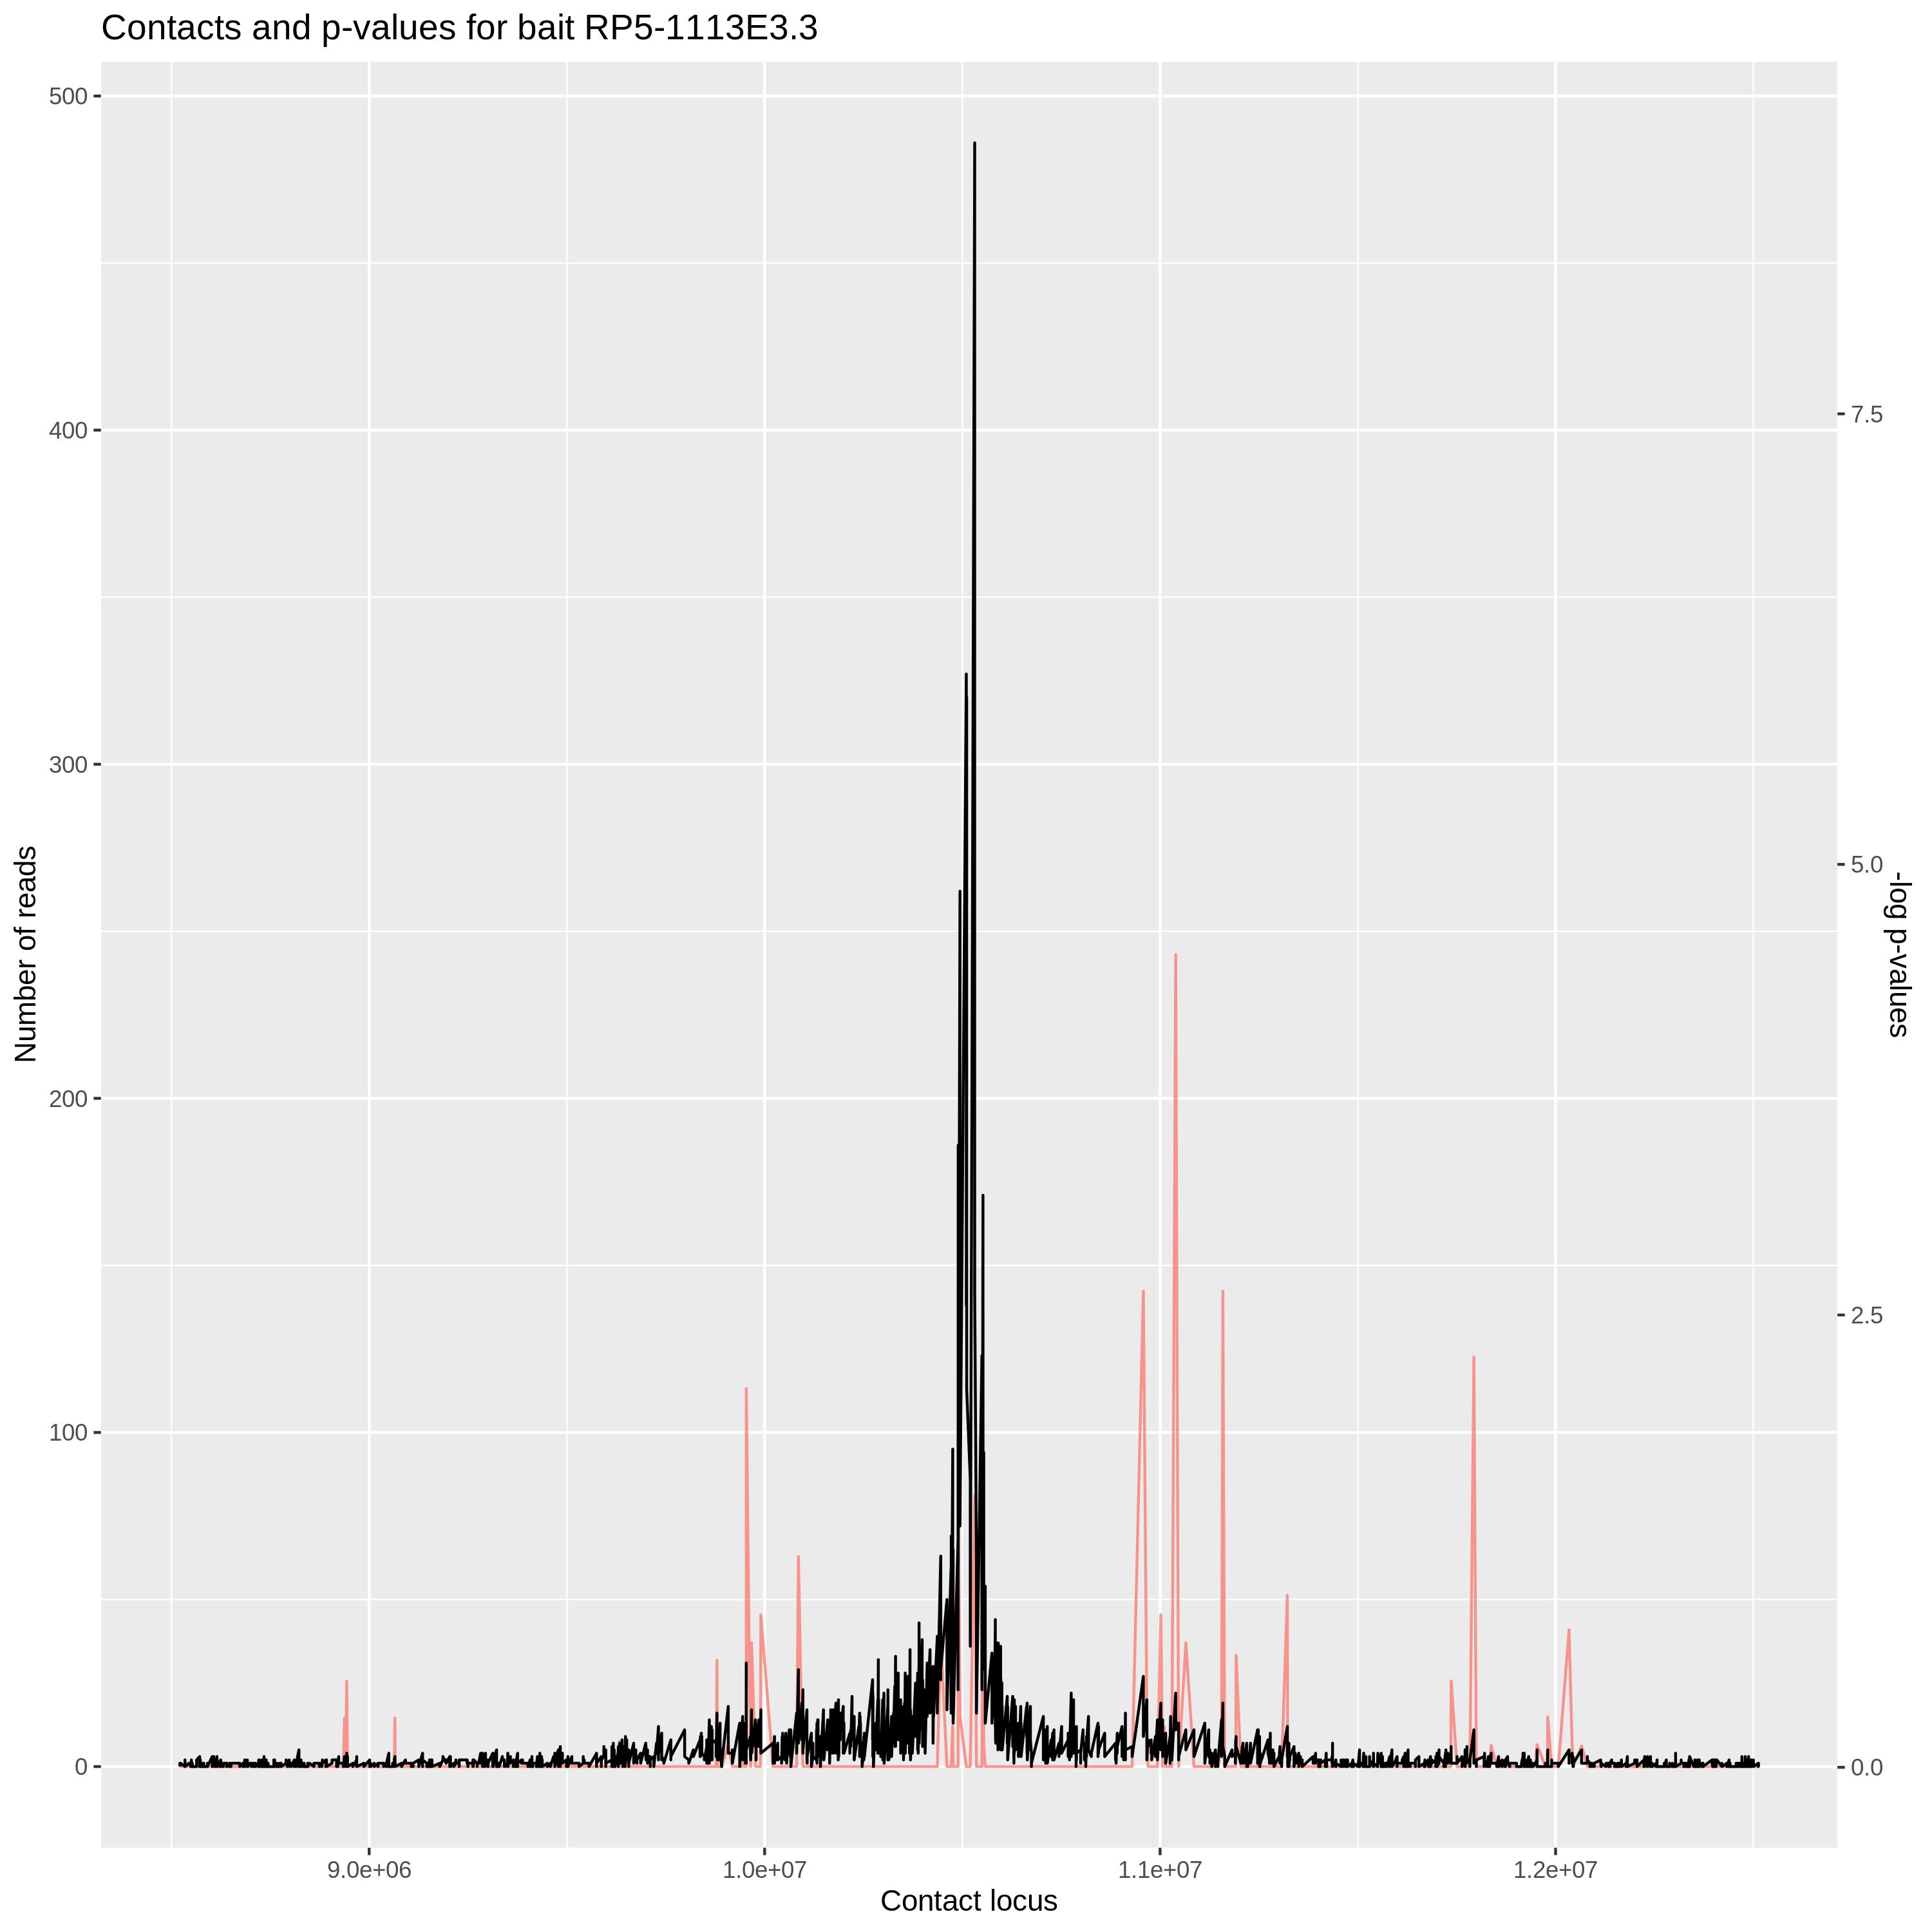 Contacts and p-values for bait RP5-1113E3.3
500
400
300
200
100
0
Number of reads
7.5
5.0
2.5
0.0
-log p-values
9.0e+06
1.0e+07
1.1e+07
1.2e+07
Contact locus